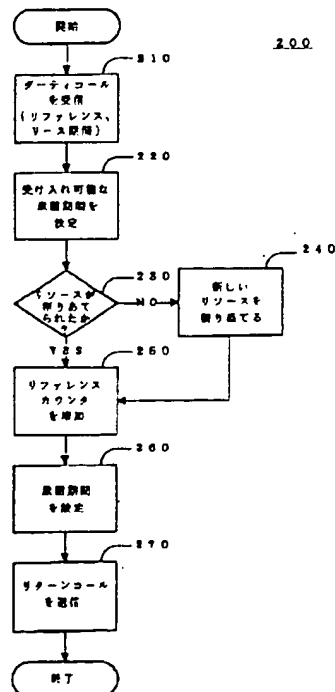 開始
200
210
ダーティコール
を受信
(リファレンス、
リース期間)
220
受け入れ可能な
期間を
設定
230
リソースが
割りあて
られたか
?
NO
240
新しい
リソースを
割り当てる
YES
250
リファレンス
カウンタ
を増加
260
期間
を設定
270
リターンコール
を送信
終了